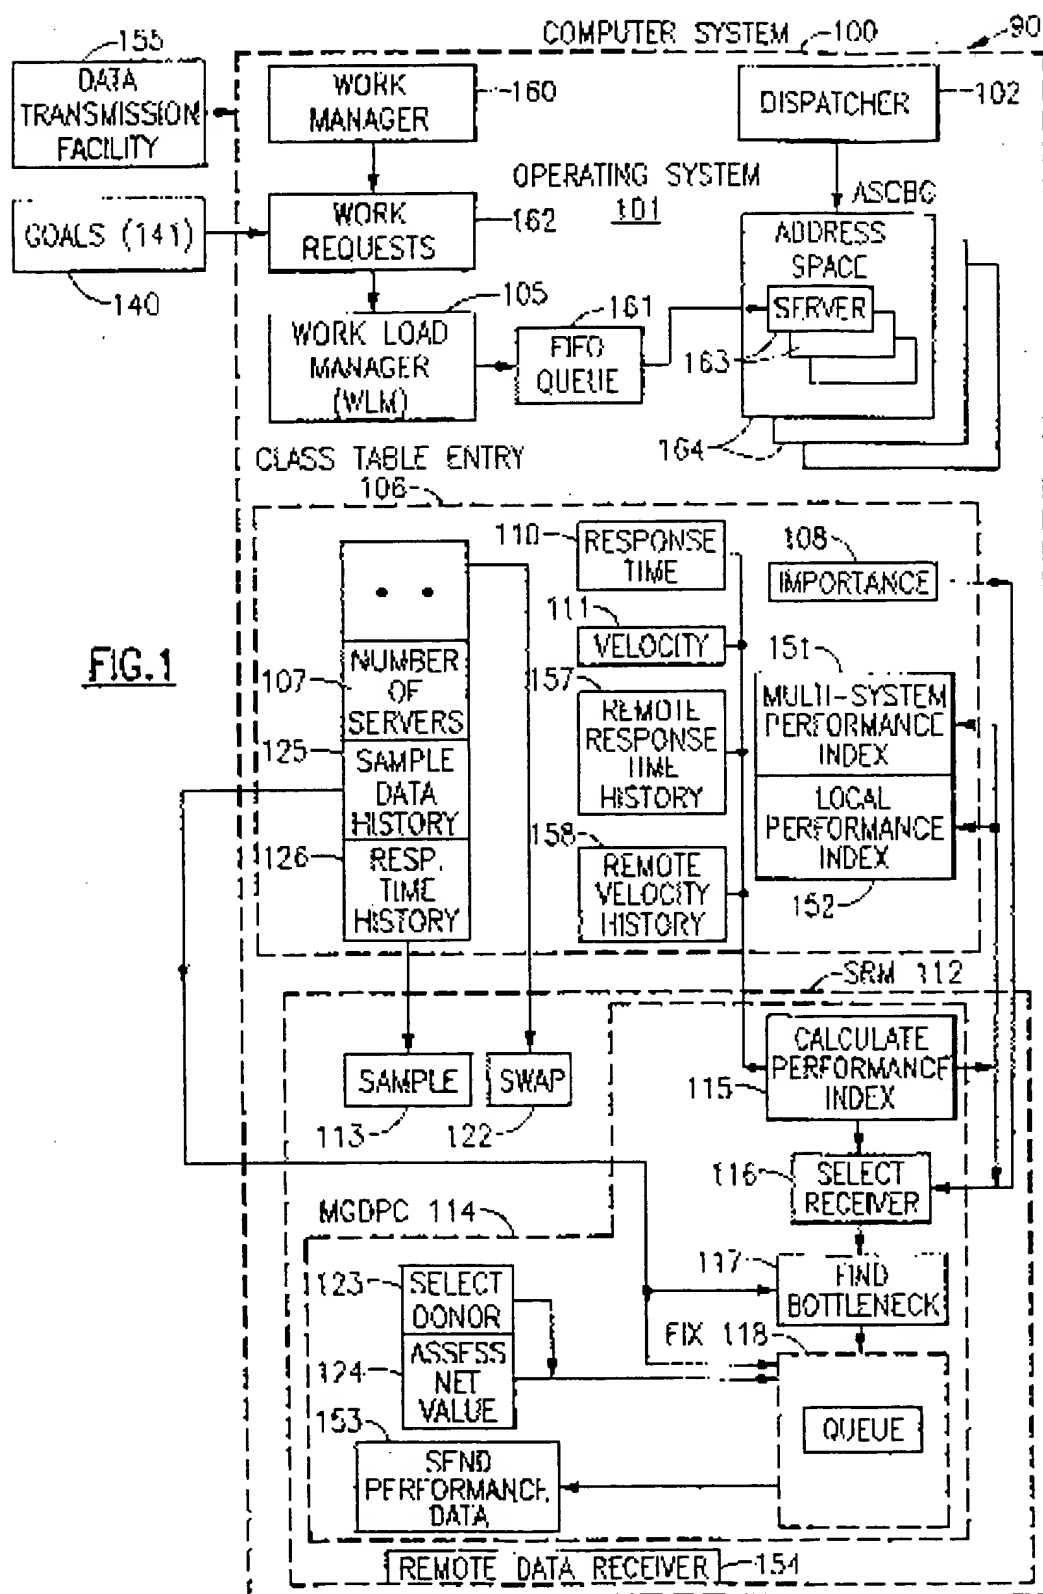 COMPUTER SYSTEM 100
90
155
DATA
TRANSMISSION
FACILITY
WORK
MANAGER
160
DISPATCHER
102
OPERATING SYSTEM
101
ASCBG
GOALS (141)
140
WORK
REQUESTS
162
ADDRESS
SPACE
SERVER
163
164
105
WORK LOAD
MANAGER
(WLM)
161
FIFO
QUEUE
CLASS TABLE ENTRY
106
110
RESPONSE
TIME
108
IMPORTANCE
111
VELOCITY
FIG.1
107
NUMBER
OF
SERVERS
125
SAMPLE
DATA
HISTORY
126
RESP.
TIME
HISTORY
157
REMOTE
RESPONSE
TIME
HISTORY
158
REMOTE
VELOCITY
HISTORY
151
MULTI-SYSTEM
PERFORMANCE
INDEX
LOCAL
PERFORMANCE
INDEX
152
SRM 112
SAMPLE
113
SWAP
122
CALCULATE
PERFORMANCE
INDEX
115
116
SELECT
RECEIVER
MGDPC 114
117
FIND
BOTTLENECK
123
SELECT
DONOR
124
ASSESS
NET
VALUE
FIX 118
QUEUE
153
SEND
PERFORMANCE
DATA
REMOTE DATA RECEIVER
154